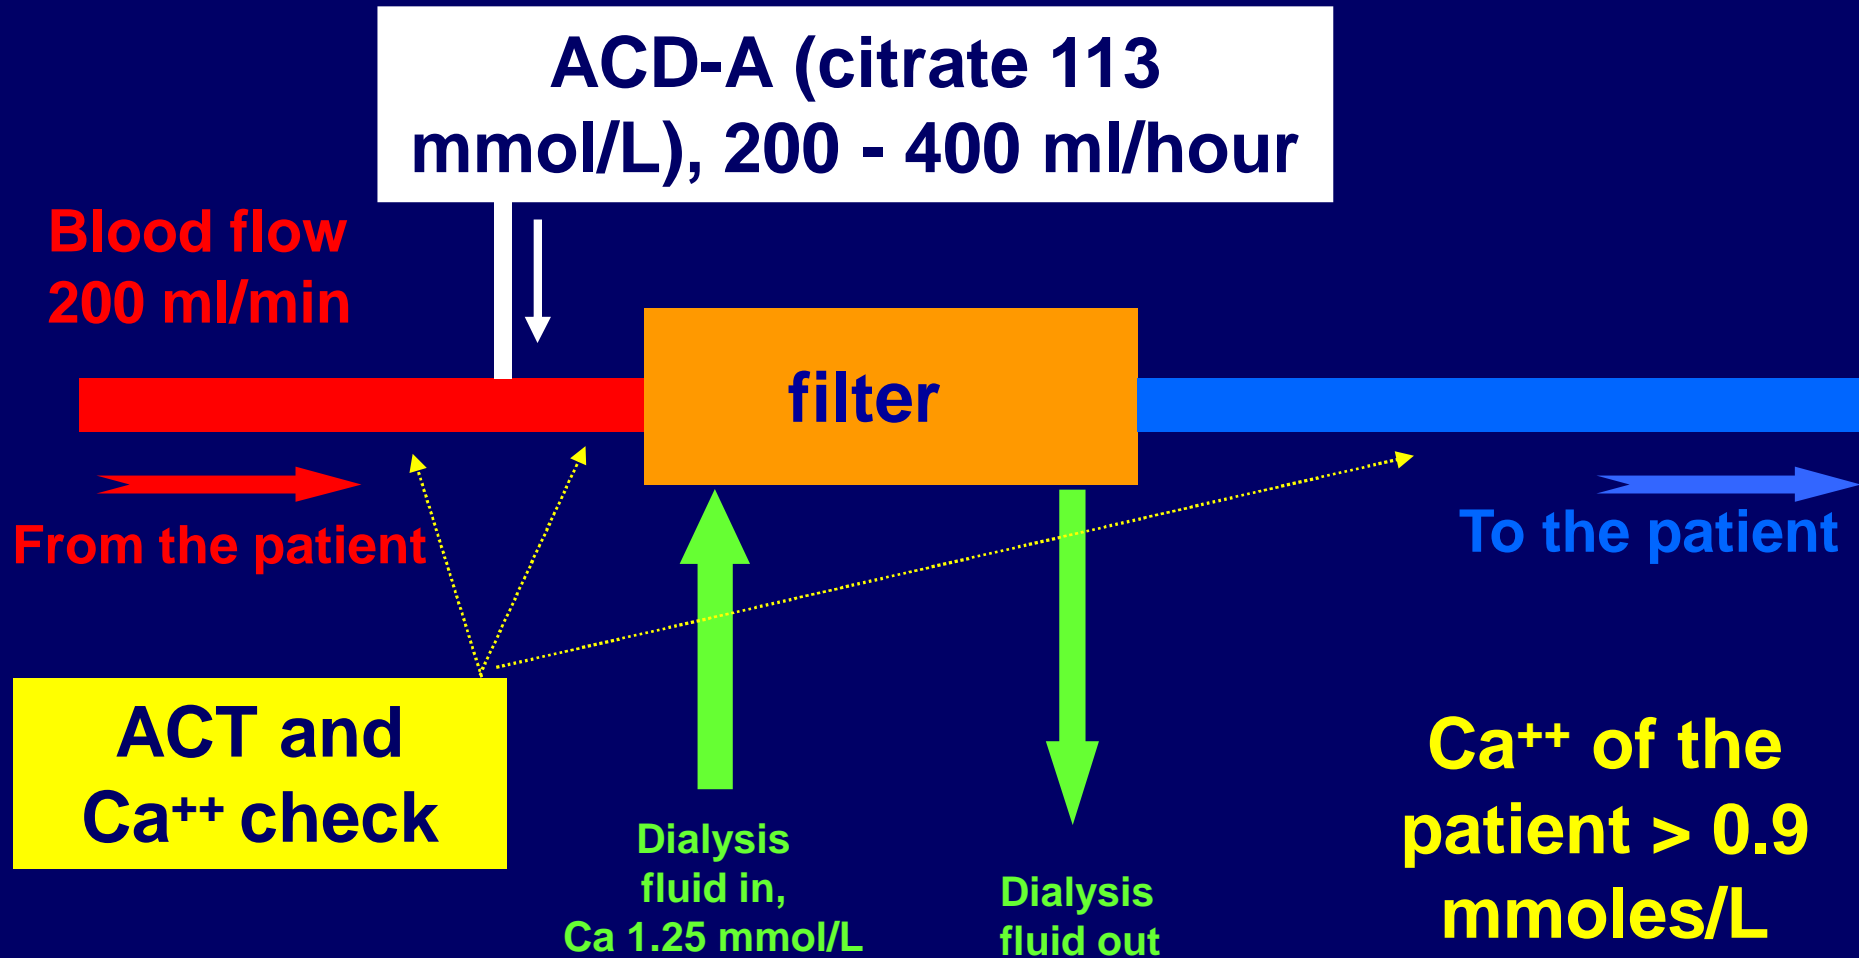 ACD-A (citrate 113
mmol/L), 200 - 400 ml/hour
Blood flow
200 ml/min
filter
From the patient
To the patient
ACT and
Ca⁺⁺ check
Dialysis
fluid in,
Ca 1.25 mmol/L
Dialysis
fluid out
Ca⁺⁺ of the
patient > 0.9
mmoles/L